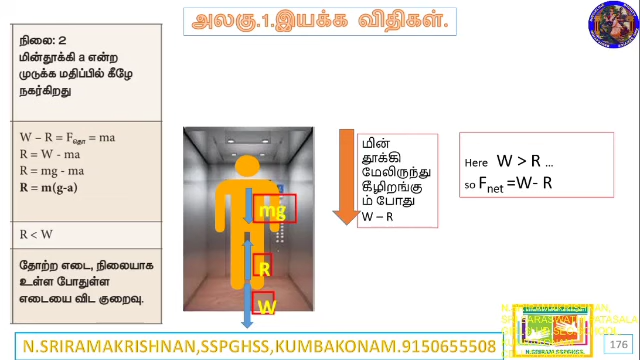 அலகு.1.இயக்க விதிகள்.
நிலை: 2
மின்தூக்கி a என்ற
முடுக்க மதிப்பில் கீழே
நகர்கிறது
W – R = Fதொ = ma
R = W - ma
R = mg - ma
R = m(g-a)
R < W
தோற்ற எடை, நிலையாக
உள்ள போதுள்ள
எடையை விட குறைவு.
mg
R
W
மின்
தூக்கி
மேலிருந்து
கீழிறங்கு
ம் போது
W – R
Here W > R ...
so Fnet =W- R
N.SRIRAMAKRISHNAN,SSPGHSS,KUMBAKONAM.9150655508
176